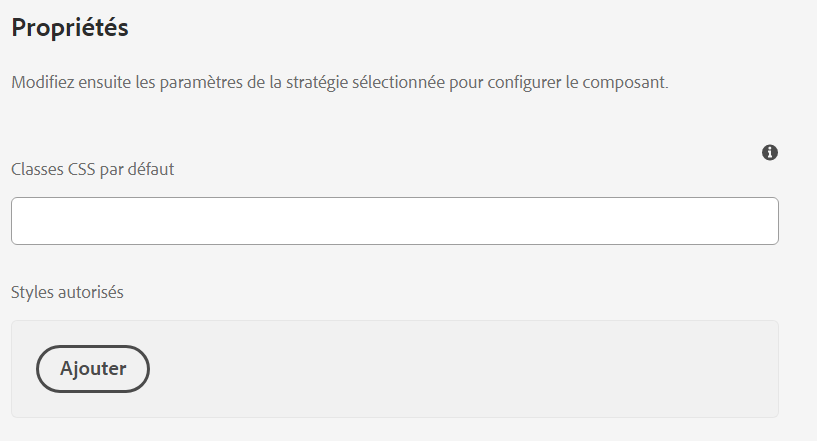 Propriétés
Modifiez ensuite les paramètres de la stratégie sélectionnée pour configurer le composant.
Classes CSS par défaut
Styles autorisés
Ajouter